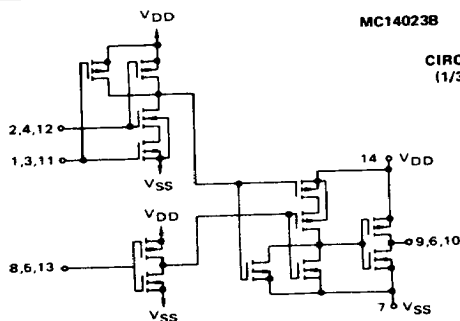 MC14023B
CIRC
(1/3
VDD
2,4,12
1,3,11
VSS
VDD
8,6,13
VSS
14 VDD
9,6,10
7 VSS